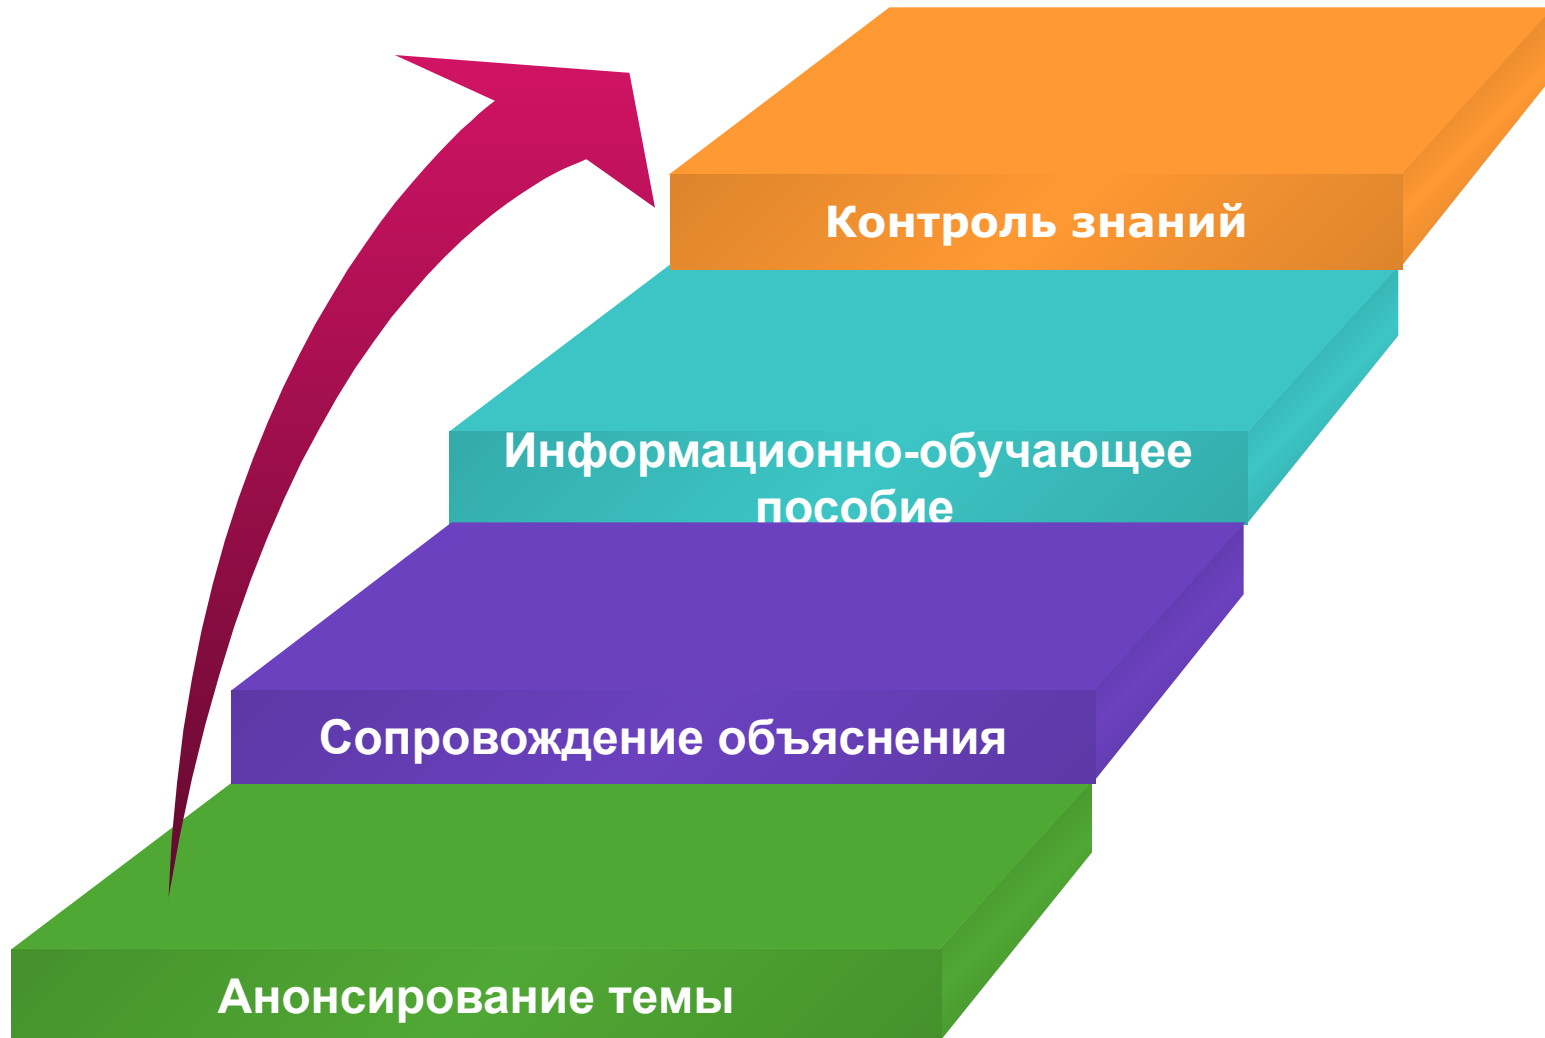 Контроль знаний
Информационно-обучающее
пособие
Сопровождение объяснения
Анонсирование темы